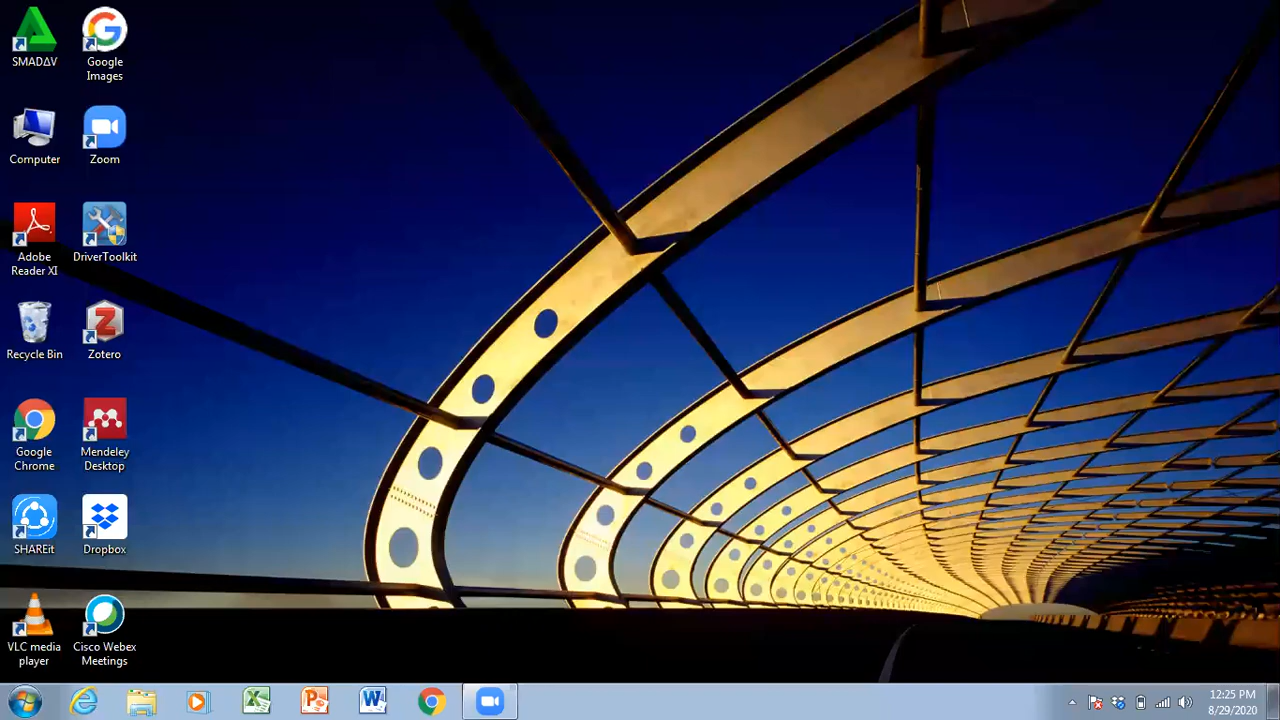 SMADΔV
Google
Images
Computer
Zoom
Adobe
Reader XI
DriverToolkit
Recycle Bin
Zotero
Google
Chrome
Mendeley
Desktop
SHAREit
Dropbox
VLC media
player
Cisco Webex
Meetings
12:25 PM
8/29/2020